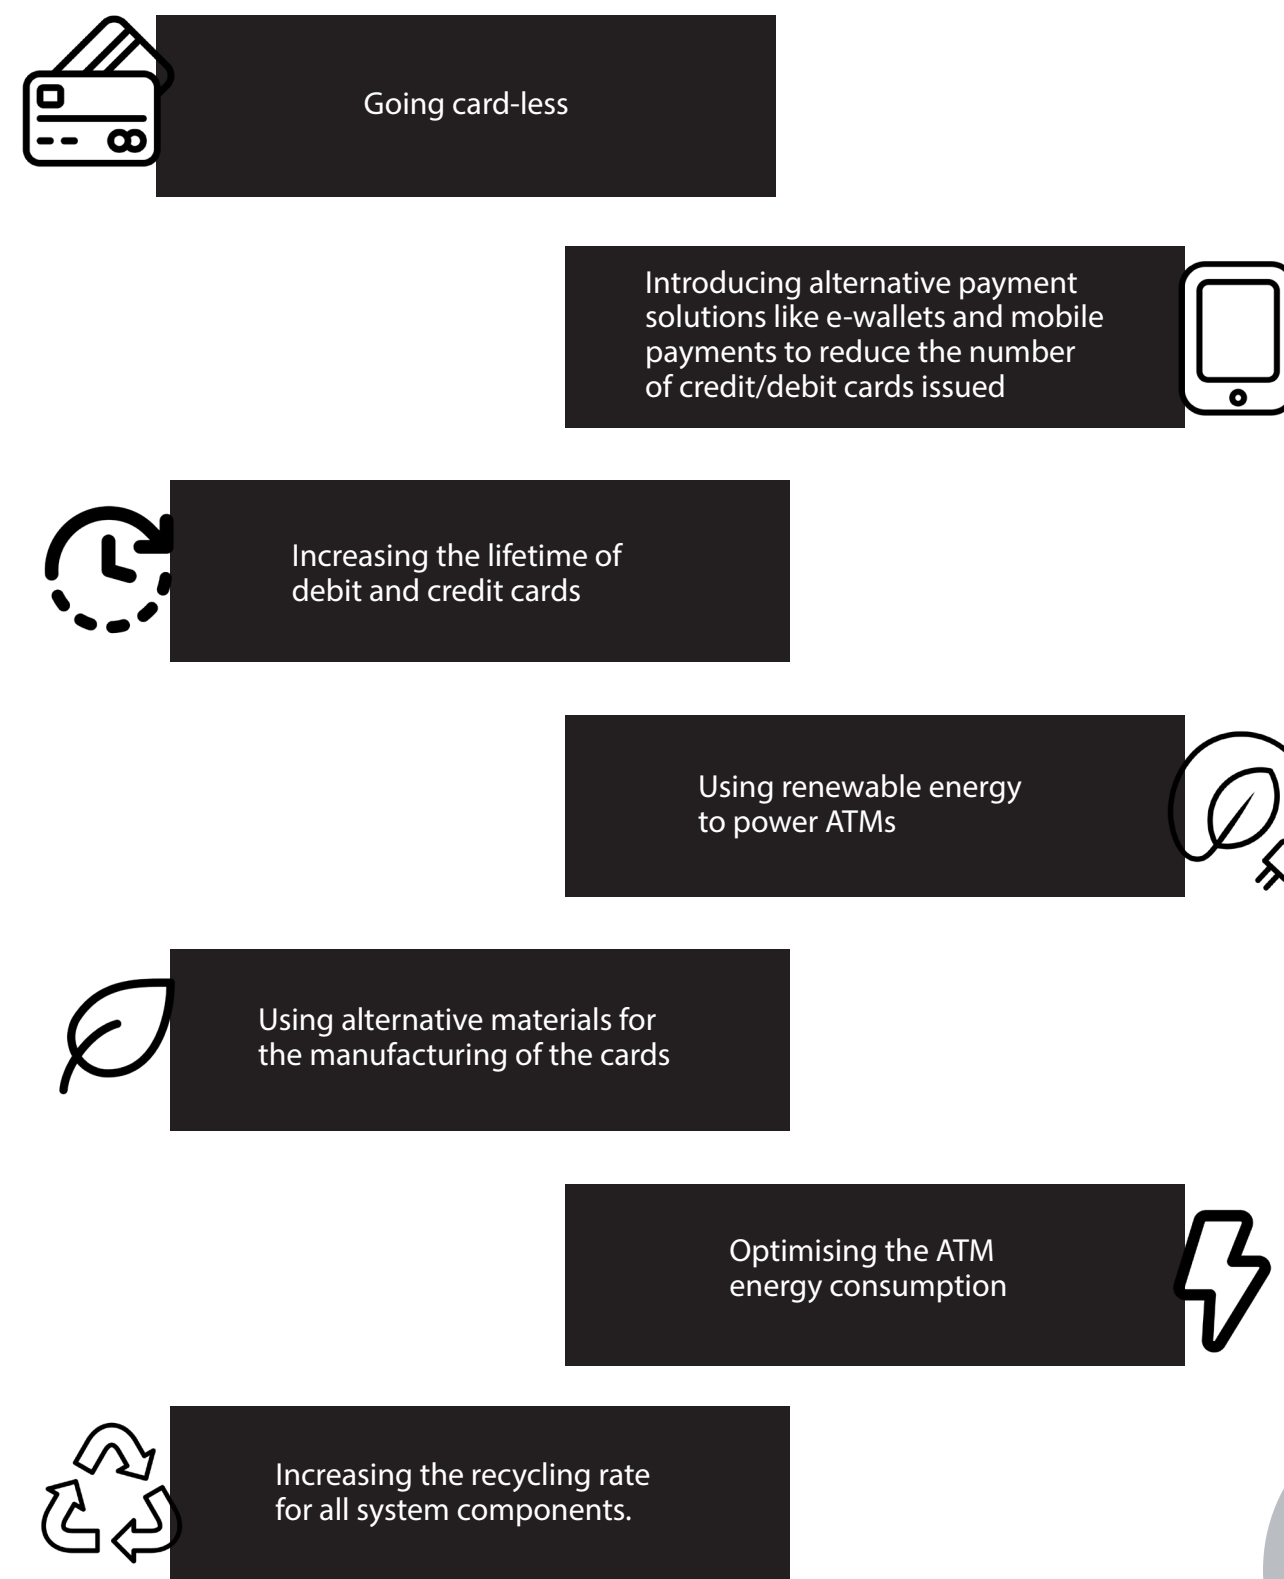 Going card-less
Introducing alternative payment
solutions like e-wallets and mobile
payments to reduce the number
of credit/debit cards issued
Increasing the lifetime of
debit and credit cards
Using renewable energy
to power ATMs
Using alternative materials for
the manufacturing of the cards
Optimising the ATM
energy consumption
Increasing the recycling rate
for all system components.